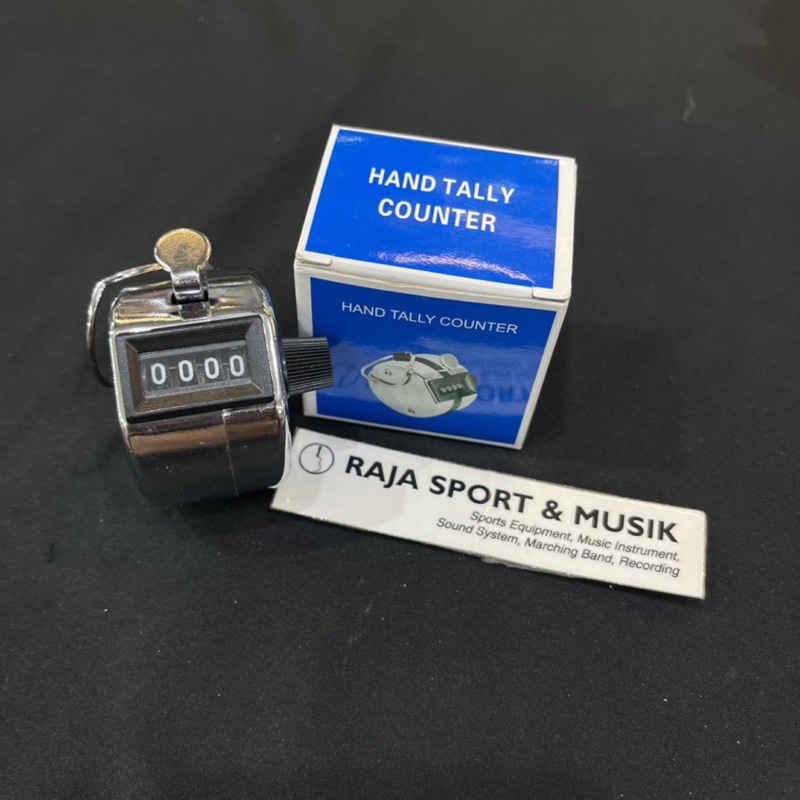 HAND TALLY
COUNTER
HAND TALLY COUNTER
0000
0000
RAJA SPORT & MUSIK
Sports Equipment, Music Instrument,
Sound System, Marching Band, Recording